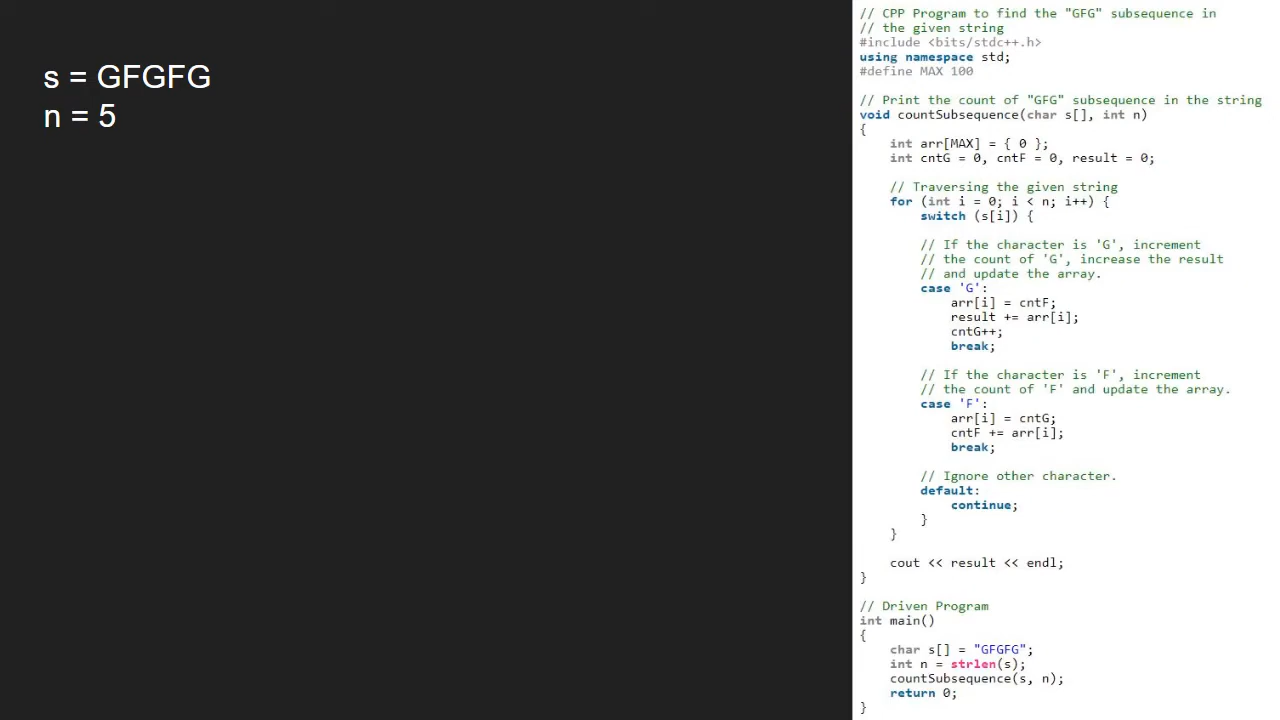 s = GFGFG
n = 5
// CPP Program to find the "GFG" subsequence in
// the given string
#include <bits/stdc++.h>
using namespace std;
#define MAX 100
// Print the count of "GFG" subsequence in the string
void countSubsequence(char s[], int n)
{
int arr[MAX] = { 0 };
int cntG = 0, cntF = 0, result = 0;
// Traversing the given string
for (int i = 0; i < n; i++) {
switch (s[i]) {
// If the character is 'G', increment
// the count of 'G', increase the result
// and update the array.
case 'G':
arr[i] = cntF;
result += arr[i];
cntG++;
break;
// If the character is 'F', increment
// the count of 'F' and update the array.
case 'F':
arr[i] = cntG;
cntF += arr[i];
break;
// Ignore other character.
default:
continue;
}
}
cout << result << endl;
}
// Driven Program
int main()
{
char s[] = "GFGFG";
int n = strlen(s);
countSubsequence(s, n);
return 0;
}